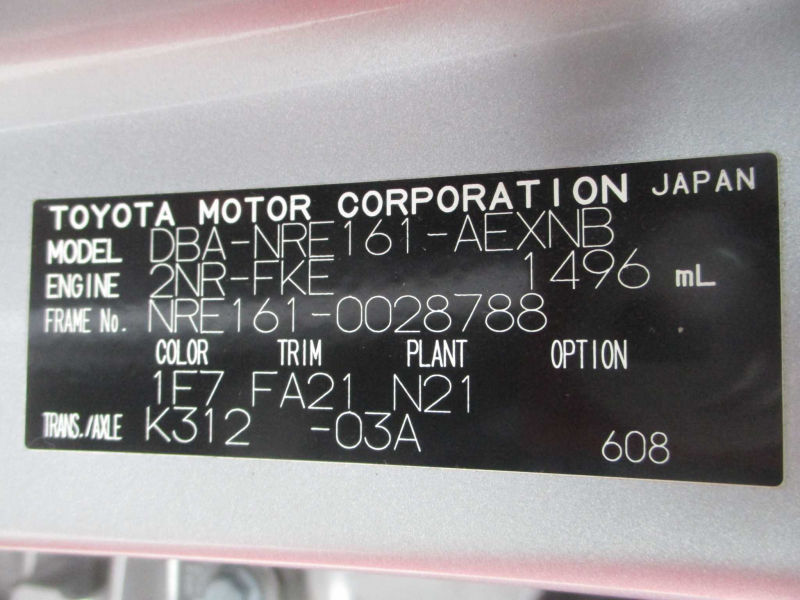 TOYOTA MOTOR CORPORATION JAPAN
MODEL DBA-NRE161-AEXNB
ENGINE 2NR-FKE 1496 mL
FRAME No. NRE161-0028788
COLOR TRIM PLANT OPTION
1F7 FA21 N21
TRANS./AXLE K312 -03A
608